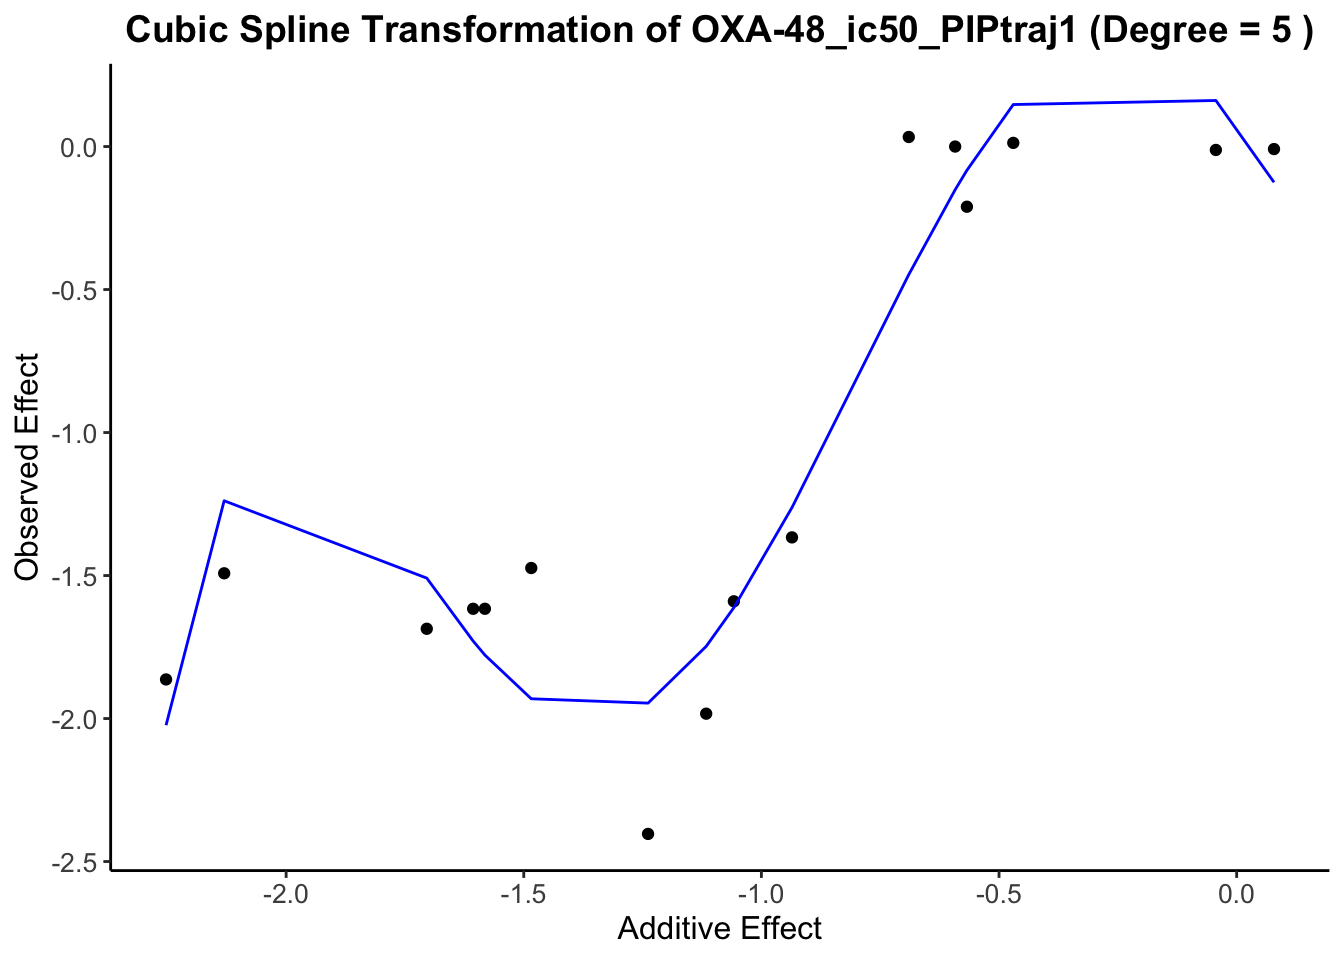 Cubic Spline Transformation of OXA-48_ic50_PIPtraj1 (Degree = 5 )
0.0
-0.5
-1.0
-1.5
-2.0
-2.5
Observed Effect
-2.0 -1.5 -1.0 -0.5 0.0
Additive Effect